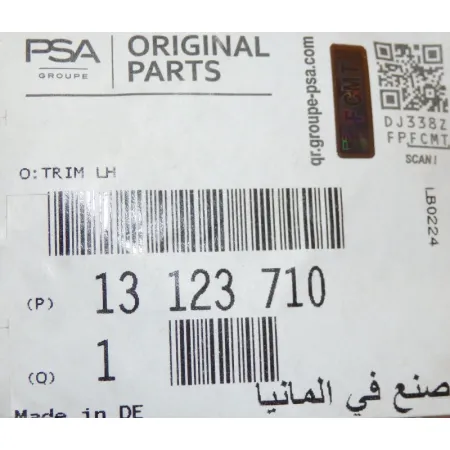 PSA
GROUPE
ORIGINAL
PARTS
qr.groupe-psa.com
FCMT
DJ338Z
FPFCMT
SCAN!
LB0224
O:TRIM LH
(P) 13 123 710
(Q) 1
صنع في المانيا
Made in DE